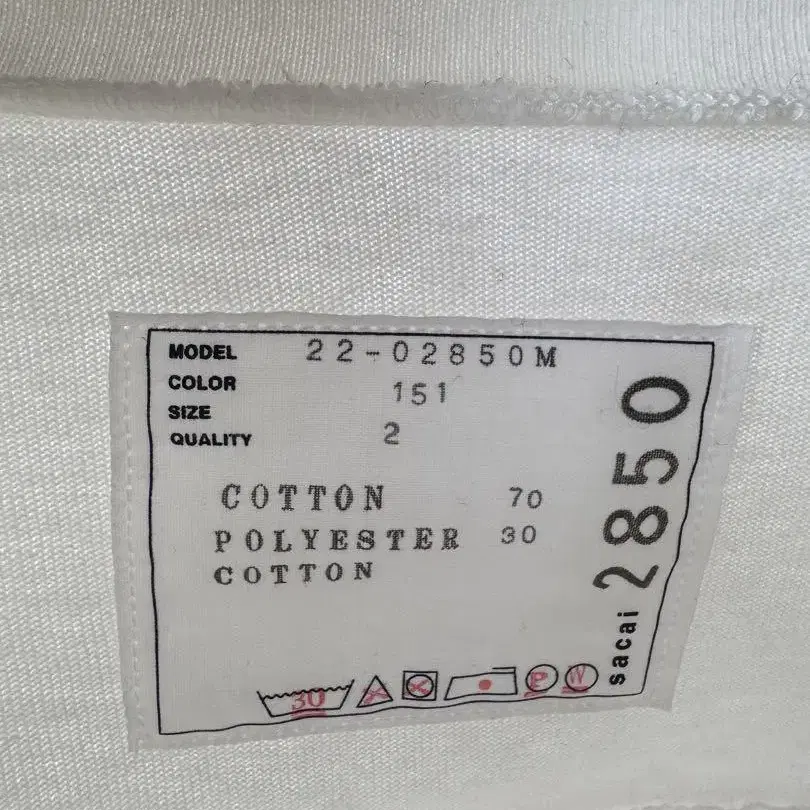 MODEL 22-02850M
COLOR 151
SIZE 2
QUALITY
COTTON 70
POLYESTER 30
COTTON
30 P W
sacai 2850